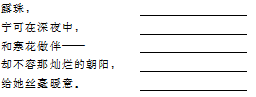 露珠，
宁可在深夜中，
和寒花做伴——
却不容那灿烂的朝阳，
给她丝毫暖意。